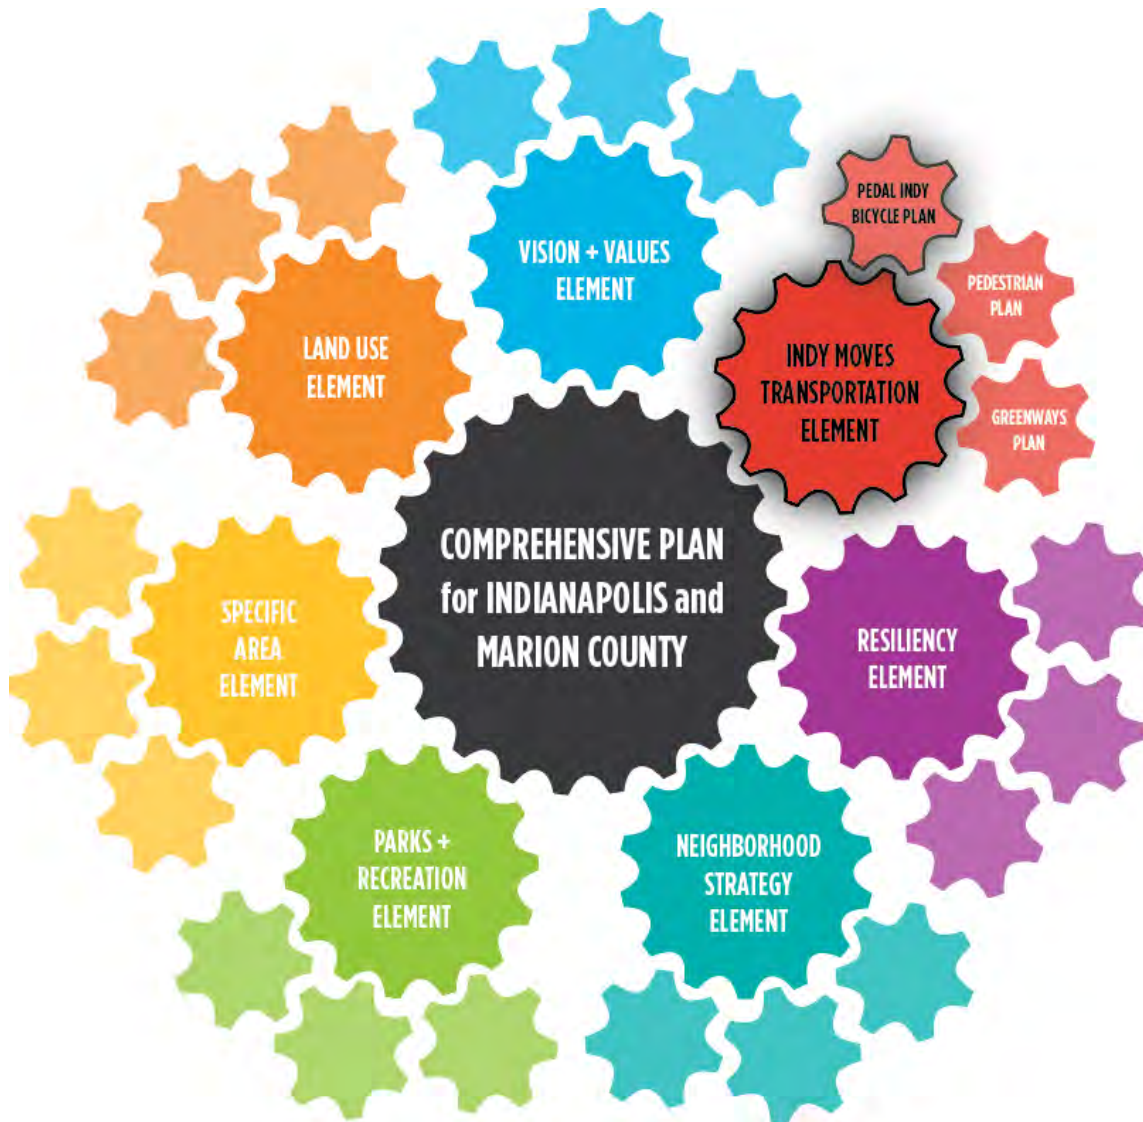 VISION + VALUES
ELEMENT
PEDAL INDY
BICYCLE PLAN
PEDESTRIAN
PLAN
GREENWAYS
PLAN
INDY MOVES
TRANSPORTATION
ELEMENT
LAND USE
ELEMENT
COMPREHENSIVE PLAN
for INDIANAPOLIS and
MARION COUNTY
SPECIFIC
AREA
ELEMENT
RESILIENCY
ELEMENT
PARKS +
RECREATION
ELEMENT
NEIGHBORHOOD
STRATEGY
ELEMENT